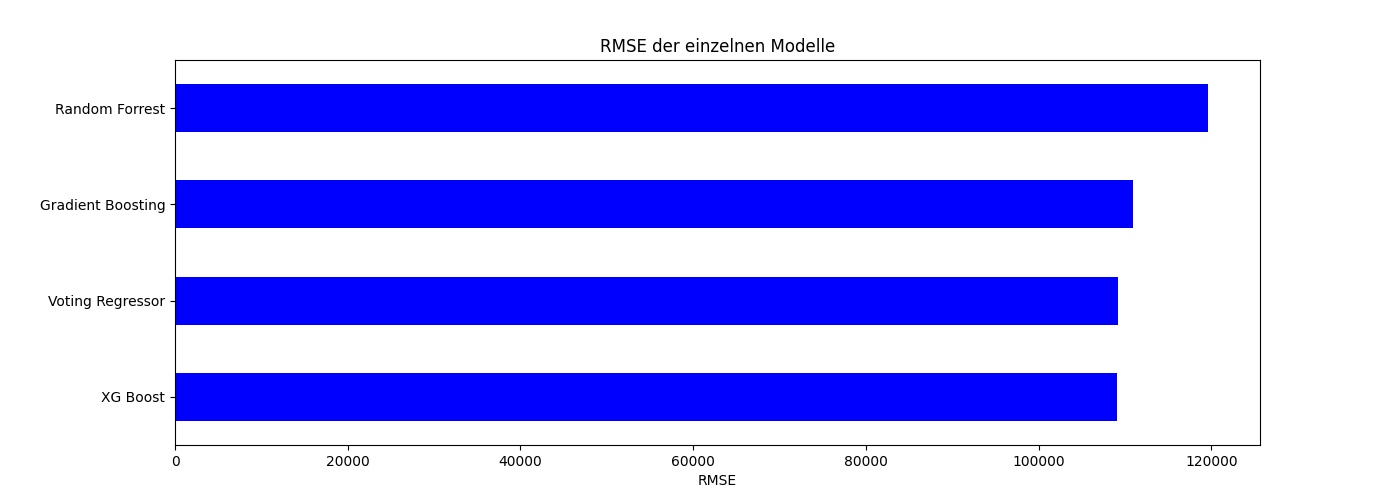 RMSE der einzelnen Modelle
Random Forrest
Gradient Boosting
Voting Regressor
XG Boost
0 20000 40000 60000 80000 100000 120000
RMSE